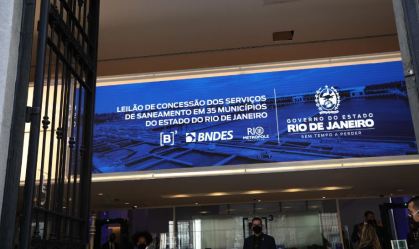 LEILÃO DE CONCESSÃO DOS SERVIÇOS
DE SANEAMENTO EM 35 MUNICÍPIOS
DO ESTADO DO RIO DE JANEIRO
[B]³
BNDES
RIO
METRÓPOLE
GOVERNO DO ESTADO
RIO DE JANEIRO
SEM TEMPO A PERDER